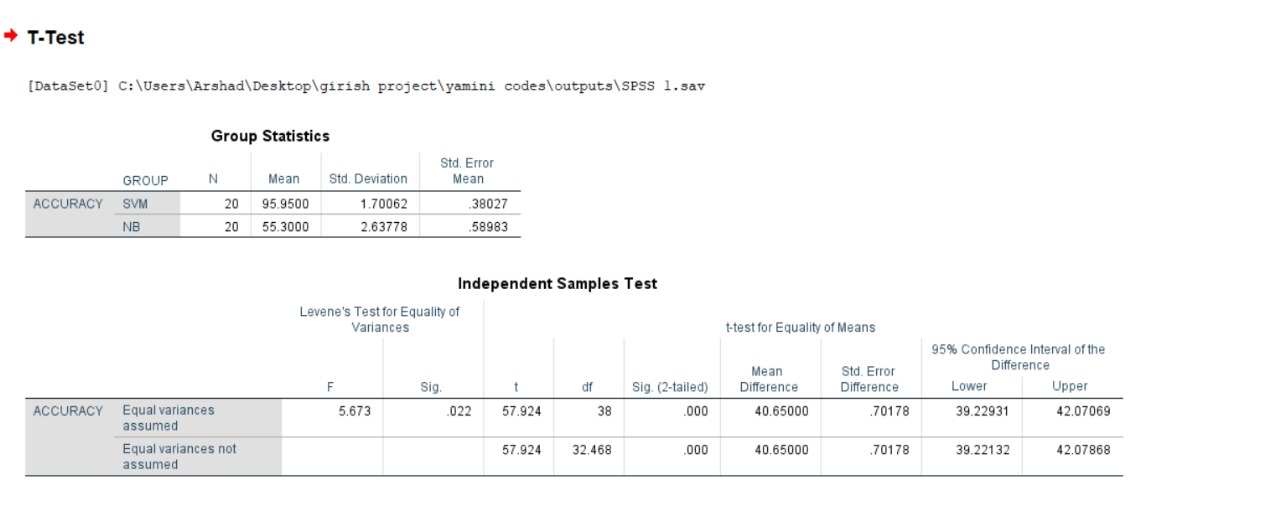 T-Test
[DataSet0] C:\Users\Arshad\Desktop\girish project\yamini codes\outputs\SPSS 1.sav
Group Statistics
GROUP N Mean Std. Deviation Std. Error Mean
ACCURACY SVM 20 95.9500 1.70062 .38027
NB 20 55.3000 2.63778 .58983
Independent Samples Test
Levene's Test for Equality of Variances
t-test for Equality of Means
95% Confidence Interval of the Difference
F Sig. t df Sig. (2-tailed) Mean Difference Std. Error Difference Lower Upper
ACCURACY Equal variances assumed 5.673 .022 57.924 38 .000 40.65000 .70178 39.22931 42.07069
Equal variances not assumed 57.924 32.468 .000 40.65000 .70178 39.22132 42.07868